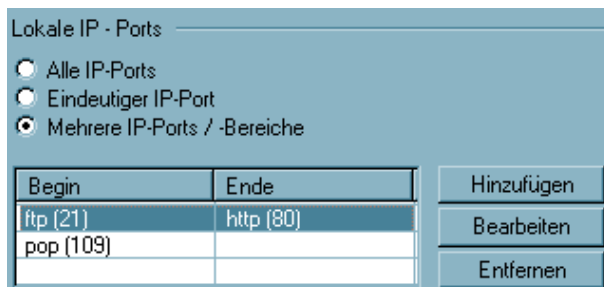 Lokale IP - Ports
Alle IP-Ports
Eindeutiger IP-Port
Mehrere IP-Ports / -Bereiche
Begin Ende
ftp (21) http (80)
pop (109)
Hinzufügen
Bearbeiten
Entfernen